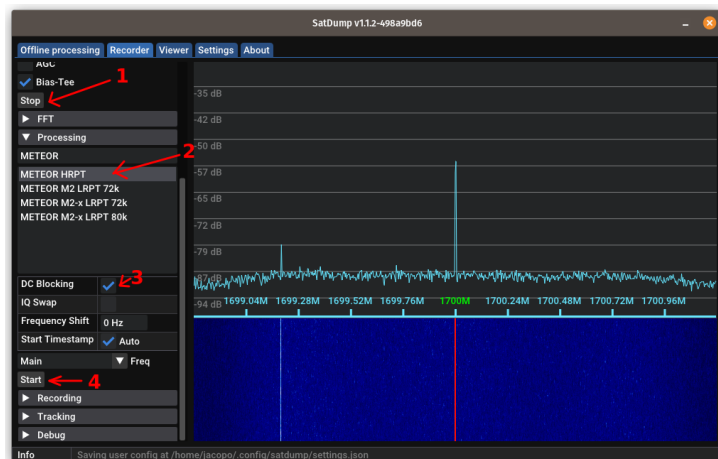 SatDump v1.1.2-498a9bd6
Offline processing Recorder Viewer Settings About
AGC
Bias-Tee
1
Stop
FFT
Processing
METEOR
2
METEOR HRPT
METEOR M2 LRPT 72k
METEOR M2-x LRPT 72k
METEOR M2-x LRPT 80k
DC Blocking
3
IQ Swap
Frequency Shift 0 Hz
Start Timestamp Auto
Main Freq
Start
4
Recording
Tracking
Debug
-35 dB
-42 dB
-50 dB
-57 dB
-65 dB
-72 dB
-79 dB
-87 dB
-94 dB
1699.04M 1699.28M 1699.52M 1699.76M 1700M 1700.24M 1700.48M 1700.72M 1700.96M
Info Saving user config at /home/jacopo/.config/satdump/settings.json